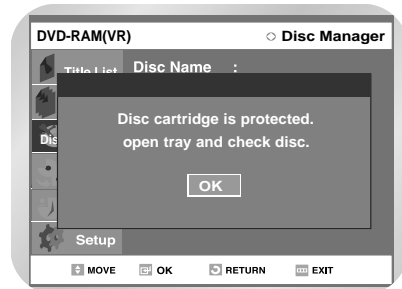 DVD-RAM(VR) Disc Manager
Title List Disc Name :
Disc cartridge is protected.
open tray and check disc.
OK
Setup
MOVE OK RETURN EXIT